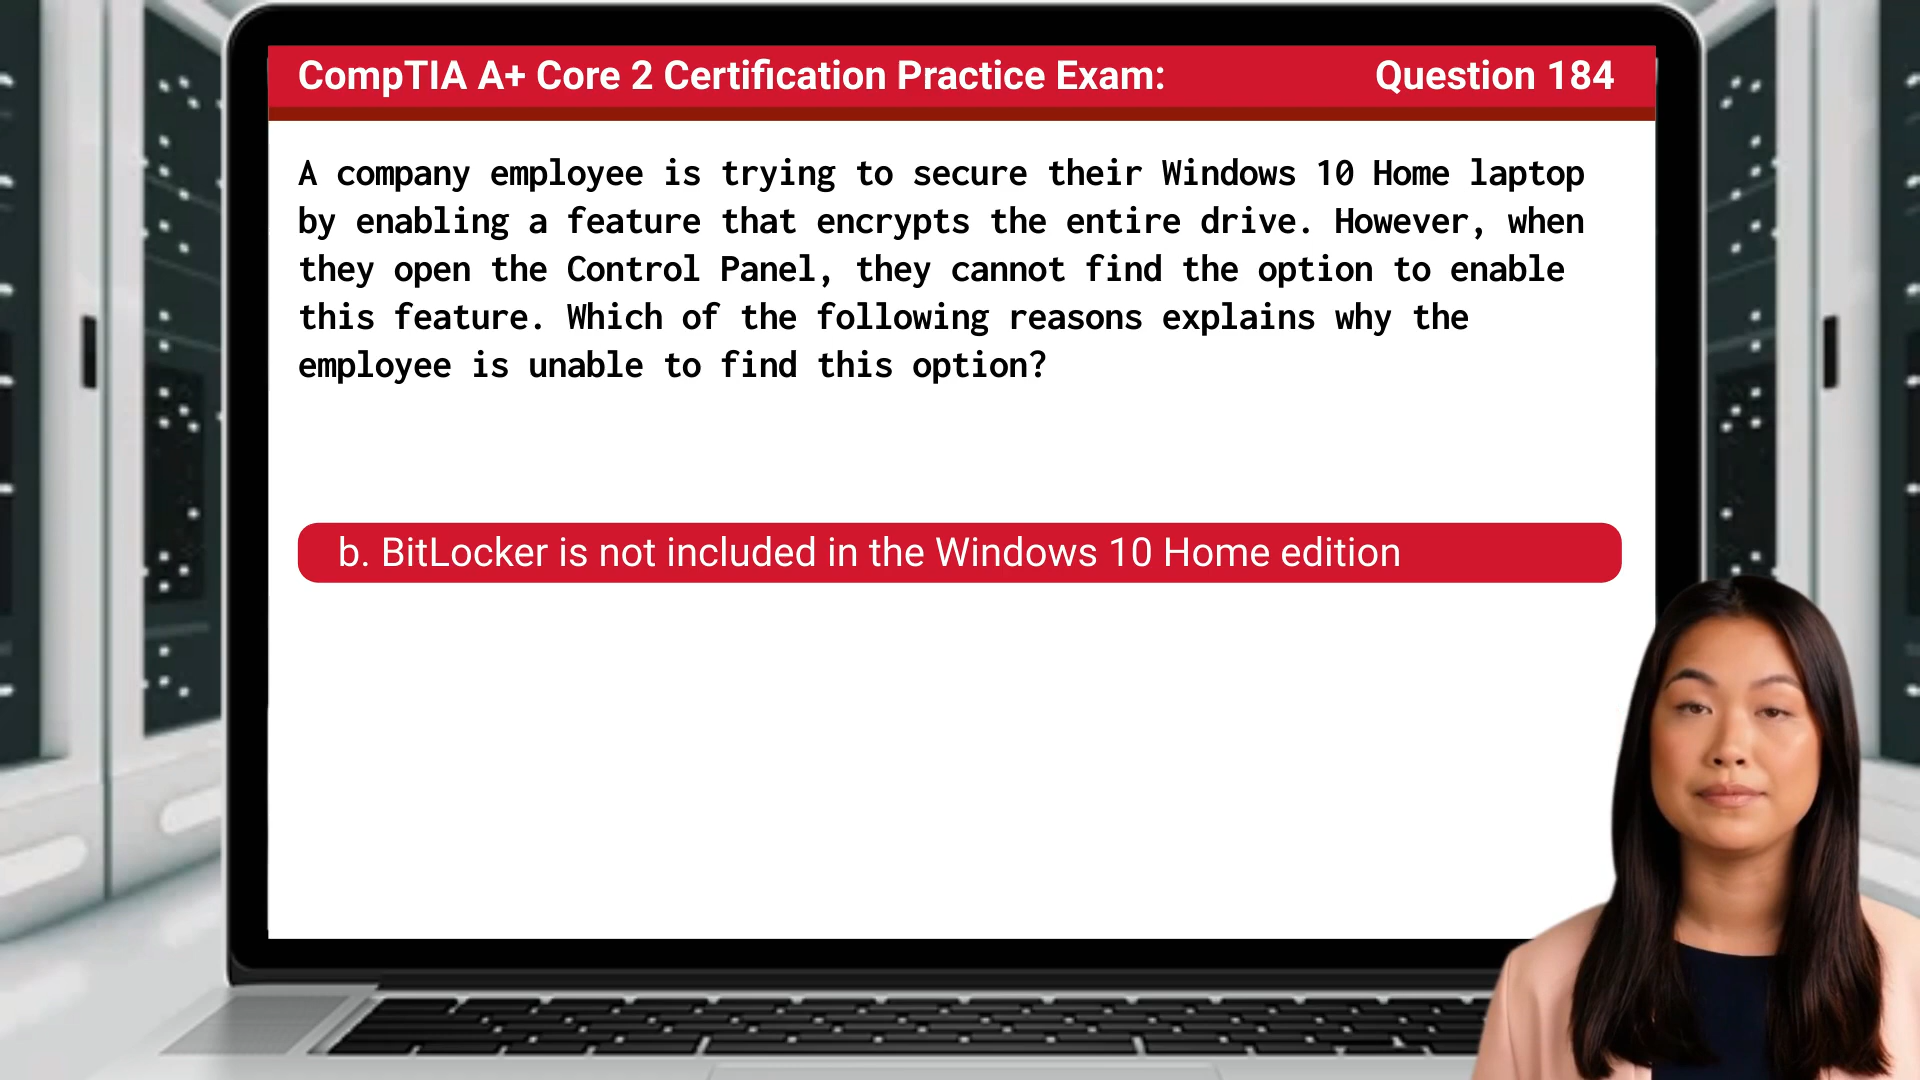 CompTIA A+ Core 2 Certification Practice Exam: Question 184
A company employee is trying to secure their Windows 10 Home laptop
by enabling a feature that encrypts the entire drive. However, when
they open the Control Panel, they cannot find the option to enable
this feature. Which of the following reasons explains why the
employee is unable to find this option?
b. BitLocker is not included in the Windows 10 Home edition